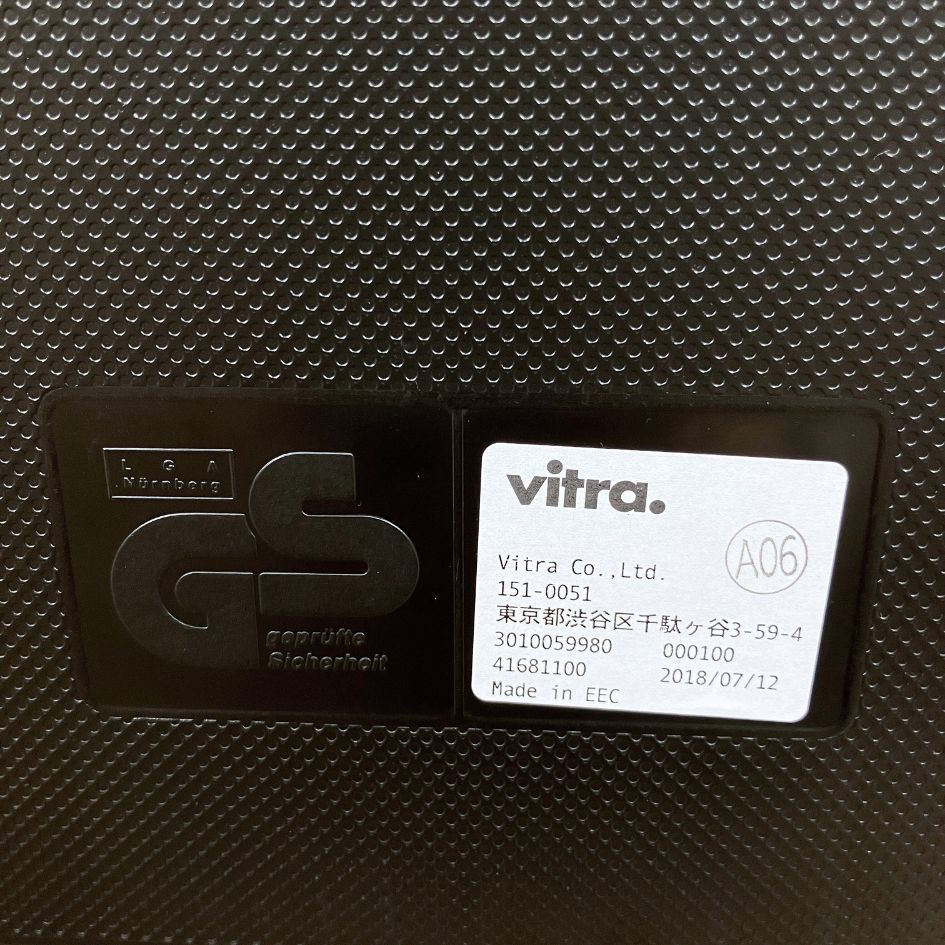 LGA
Nürnberg
GS
geprüfte
Sicherheit
vitra.
A06
Vitra Co.,Ltd.
151-0051
東京都渋谷区千駄ヶ谷3-59-4
3010059980 000100
41681100 2018/07/12
Made in EEC